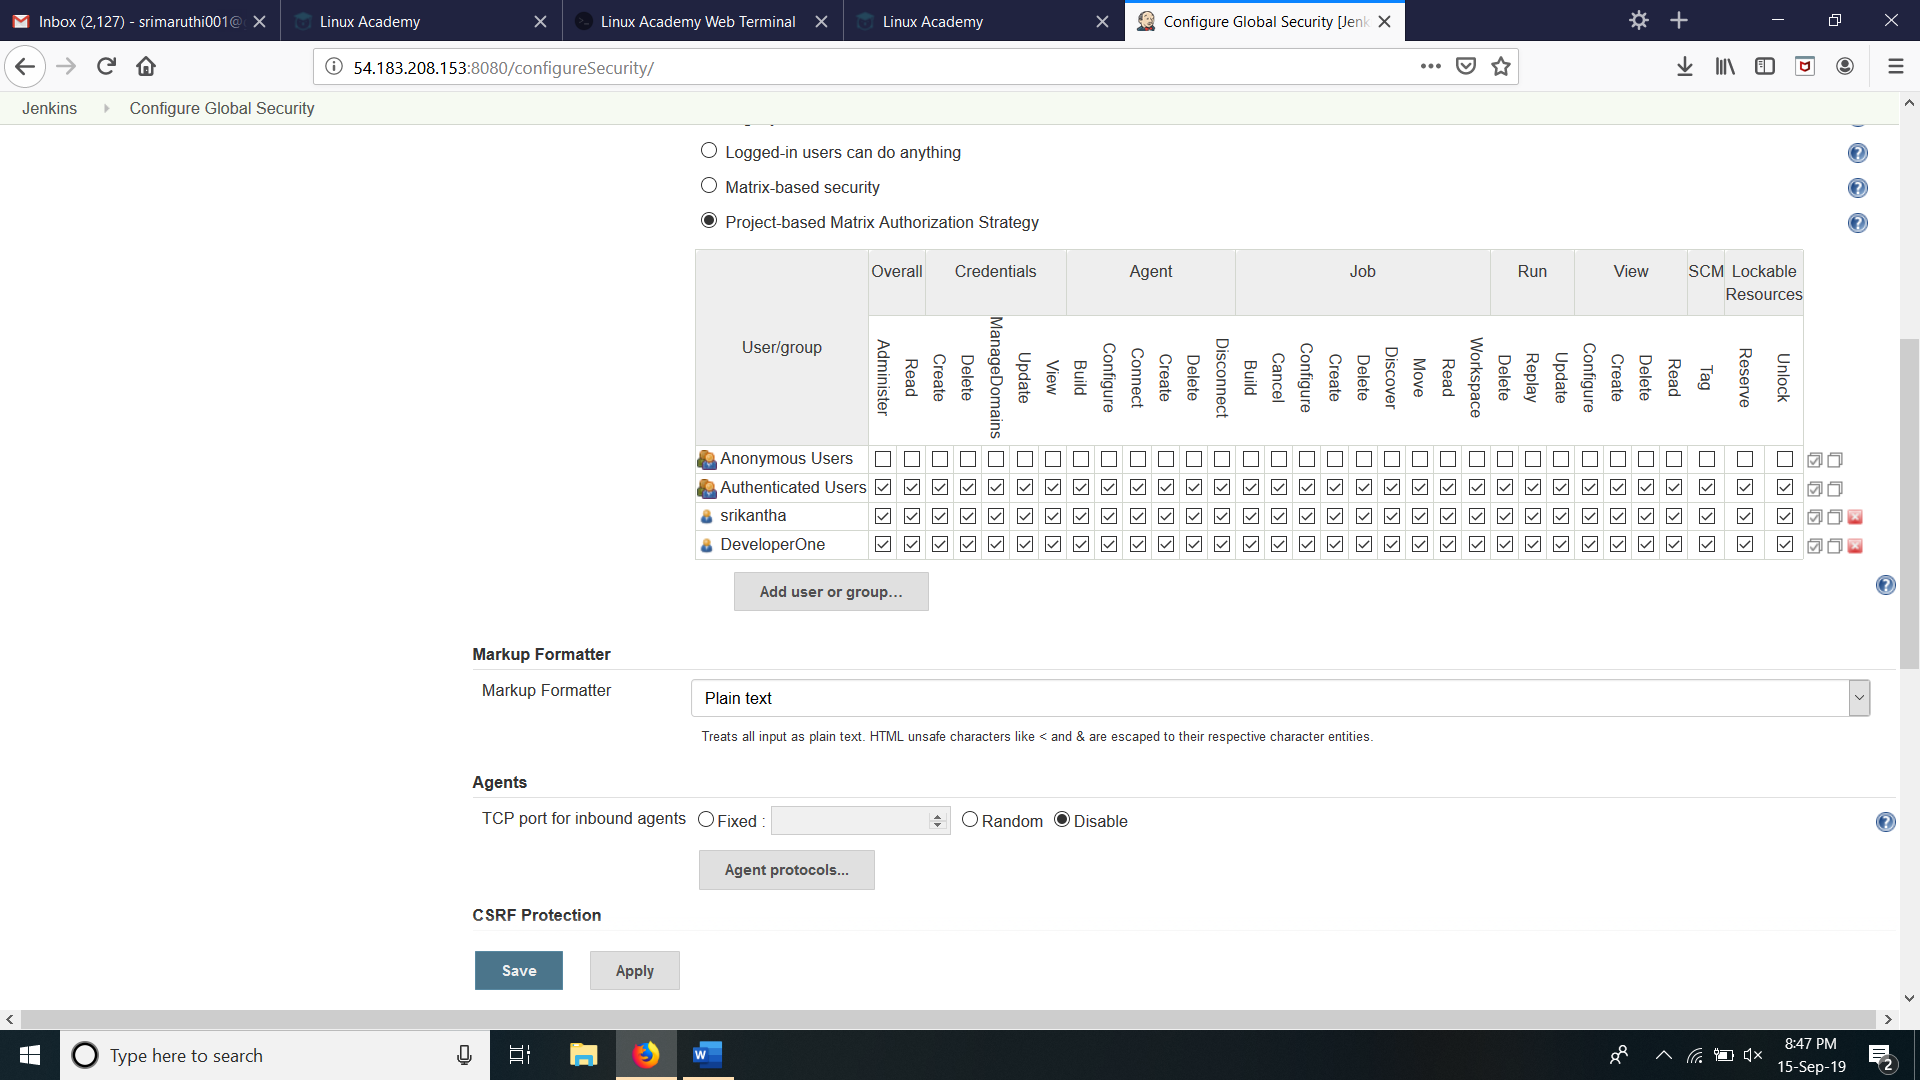 Inbox (2,127) - srimaruthi001@
Linux Academy
Linux Academy Web Terminal
Linux Academy
Configure Global Security [Jenk
54.183.208.153:8080/configureSecurity/
Jenkins
Configure Global Security
Logged-in users can do anything
Matrix-based security
Project-based Matrix Authorization Strategy
User/group
Overall Credentials Agent Job Run View SCM Lockable Resources
Administer Read Create Delete ManageDomains Update View Build Configure Connect Create Delete Disconnect Build Cancel Configure Create Delete Discover Move Read Workspace Delete Replay Update Configure Create Delete Read Tag Reserve Unlock
Anonymous Users
Authenticated Users
srikantha
DeveloperOne
Add user or group...
Markup Formatter
Markup Formatter
Plain text
Treats all input as plain text. HTML unsafe characters like < and & are escaped to their respective character entities.
Agents
TCP port for inbound agents Fixed : Random Disable
Agent protocols...
CSRF Protection
Save Apply
Type here to search
8:47 PM
15-Sep-19
2